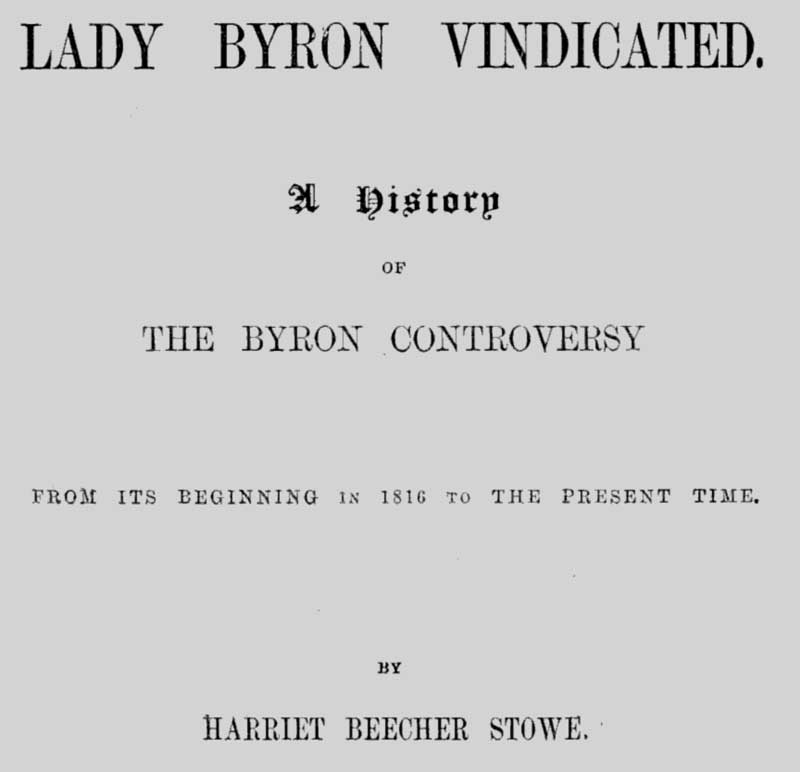 LADY BYRON VINDICATED.
A History
OF
THE BYRON CONTROVERSY
FROM ITS BEGINNING IN 1816 TO THE PRESENT TIME.
BY
HARRIET BEECHER STOWE.